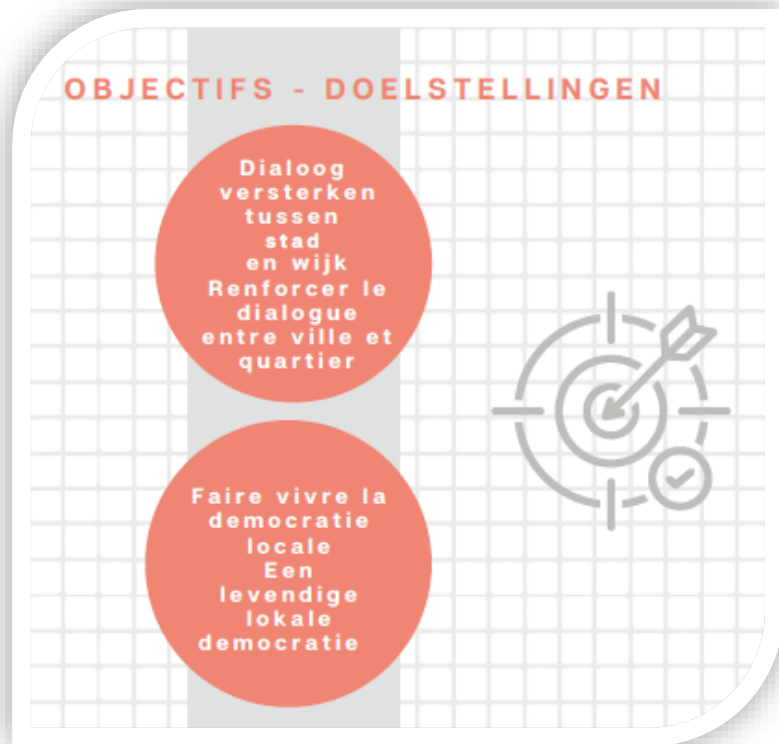 OBJECTIFS - DOELSTELLINGEN
Dialoog
versterken
tussen
stad
en wijk
Renforcer le
dialogue
entre ville et
quartier
Faire vivre la
democratie
locale
Een
levendige
lokale
democratie